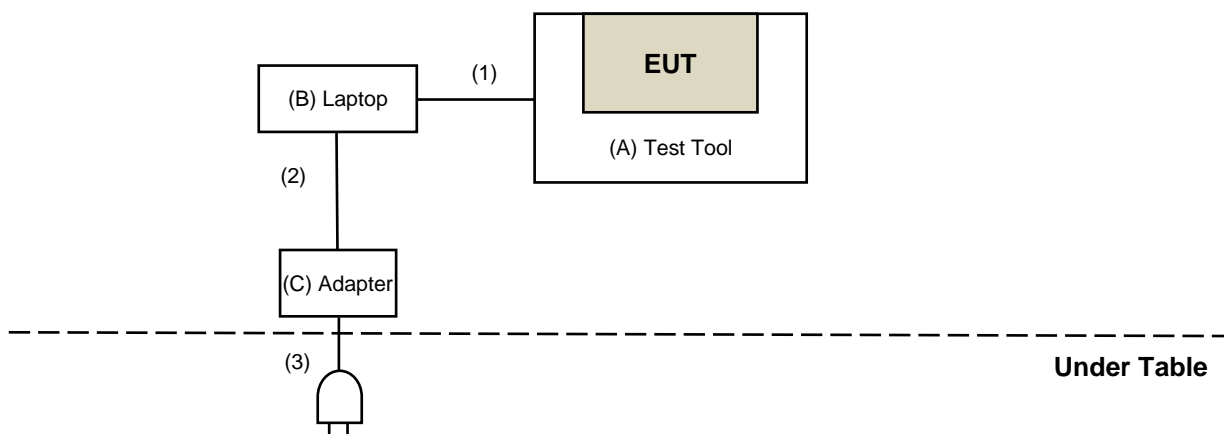 EUT
(1)
(B) Laptop
(A) Test Tool
(2)
(C) Adapter
(3)
Under Table